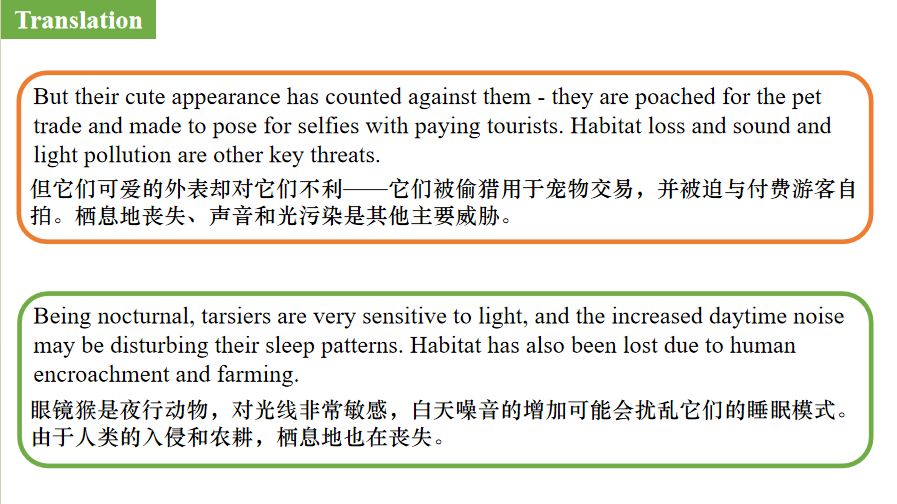 Translation
But their cute appearance has counted against them - they are poached for the pet
trade and made to pose for selfies with paying tourists. Habitat loss and sound and
light pollution are other key threats.
但它们可爱的外表却对它们不利——它们被偷猎用于宠物交易，并被迫与付费游客自
拍。栖息地丧失、声音和光污染是其他主要威胁。
Being nocturnal, tarsiers are very sensitive to light, and the increased daytime noise
may be disturbing their sleep patterns. Habitat has also been lost due to human
encroachment and farming.
眼镜猴是夜行动物，对光线非常敏感，白天噪音的增加可能会扰乱它们的睡眠模式。
由于人类的入侵和农耕，栖息地也在丧失。